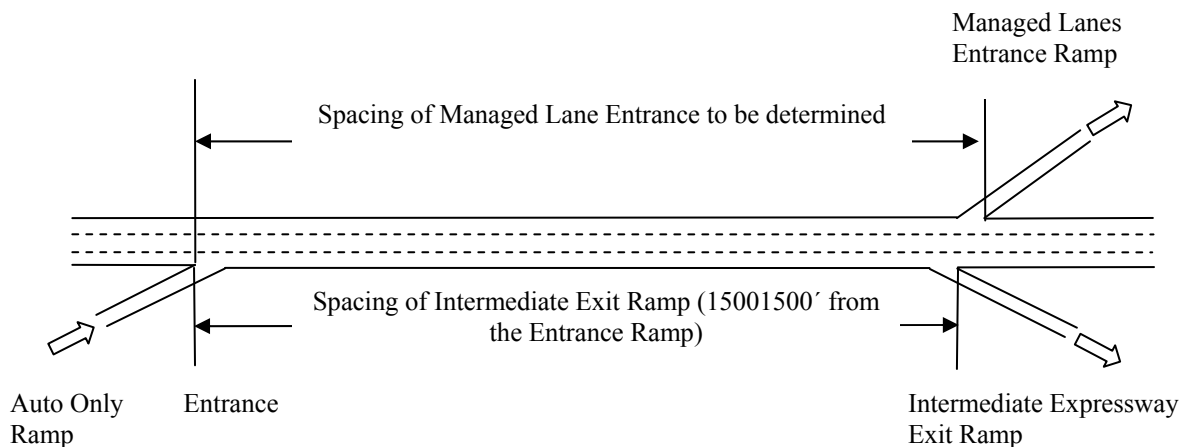 Managed Lanes
Entrance Ramp
Spacing of Managed Lane Entrance to be determined
Spacing of Intermediate Exit Ramp (15001500´ from
the Entrance Ramp)
Auto Only Entrance
Ramp
Intermediate Expressway
Exit Ramp